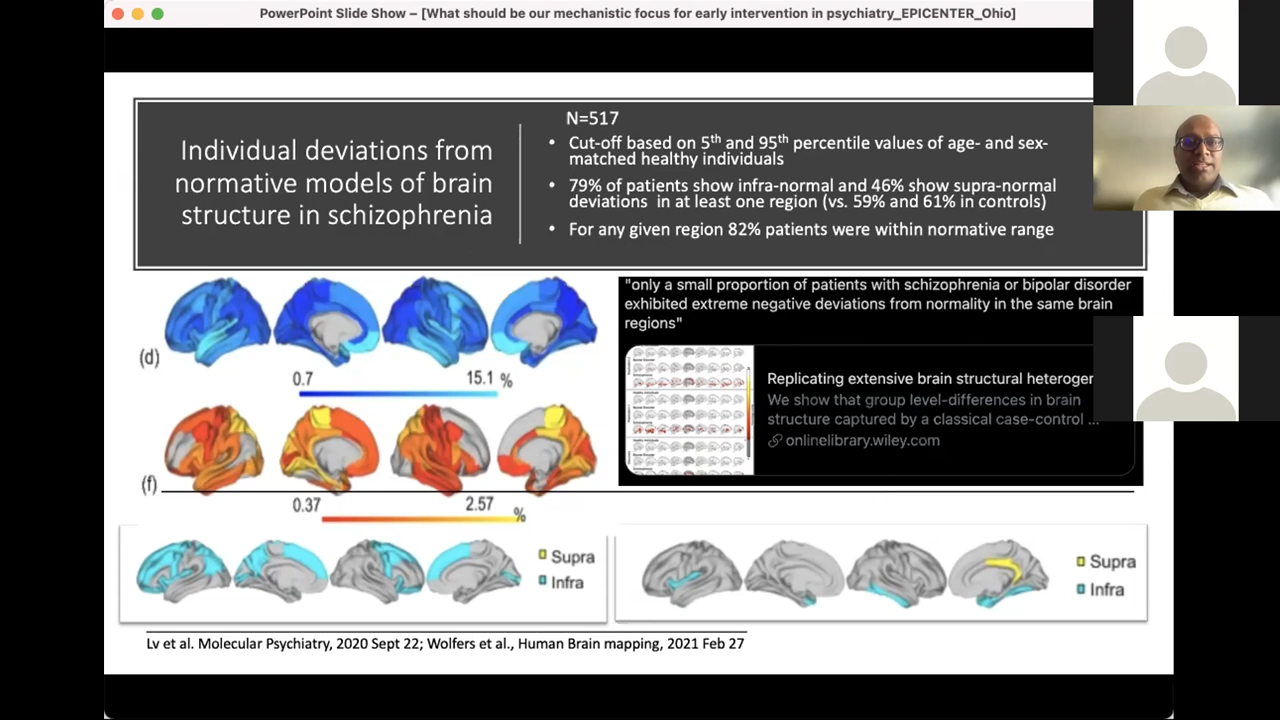 PowerPoint Slide Show – [What should be our mechanistic focus for early intervention in psychiatry_EPICENTER_Ohio]
Individual deviations from
normative models of brain
structure in schizophrenia
N=517
• Cut-off based on 5th and 95th percentile values of age- and sex-
matched healthy individuals
• 79% of patients show infra-normal and 46% show supra-normal
deviations in at least one region (vs. 59% and 61% in controls)
• For any given region 82% patients were within normative range
(d)
0.7 15.1 %
(f)
0.37 2.57 %
"only a small proportion of patients with schizophrenia or bipolar disorder
exhibited extreme negative deviations from normality in the same brain
regions"
Replicating extensive brain structural heteroger
We show that group level-differences in brain
structure captured by a classical case-control ...
onlinelibrary.wiley.com
Supra
Infra
Supra
Infra
Lv et al. Molecular Psychiatry, 2020 Sept 22; Wolfers et al., Human Brain mapping, 2021 Feb 27